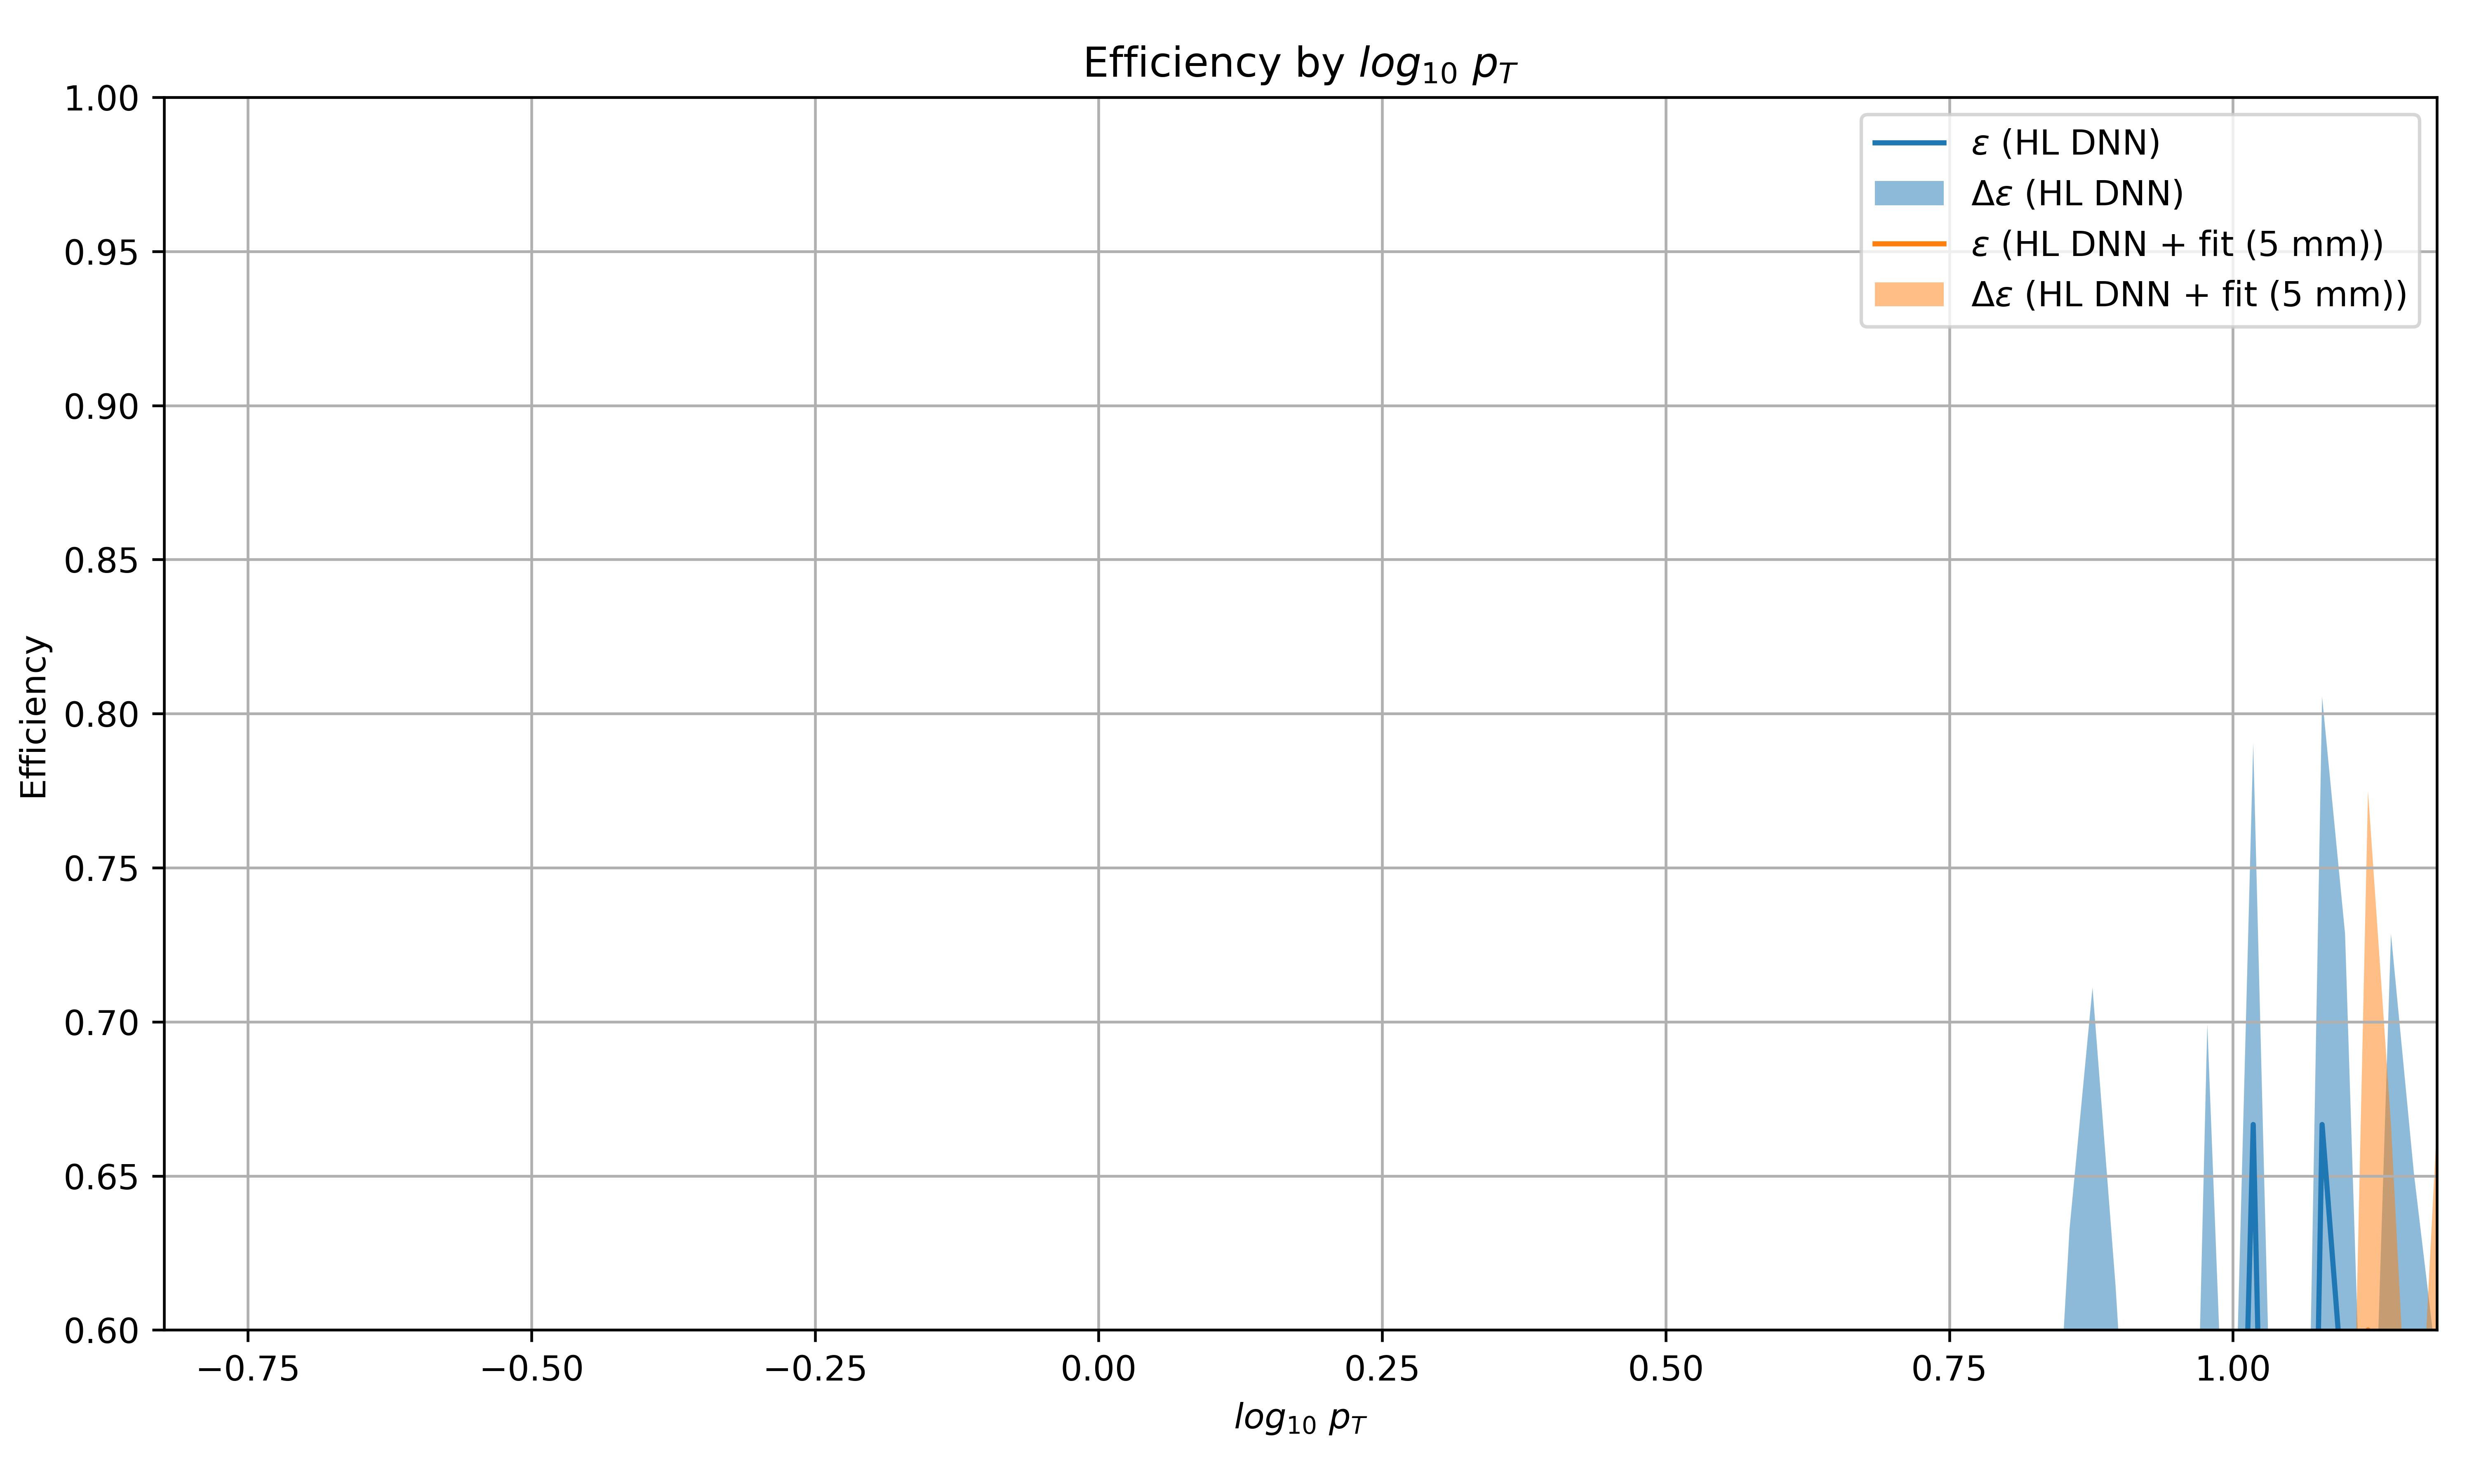 Efficiency by log₁₀ p_T
1.00
0.95
0.90
0.85
0.80
0.75
0.70
0.65
0.60
Efficiency
ε (HL DNN)
Δε (HL DNN)
ε (HL DNN + fit (5 mm))
Δε (HL DNN + fit (5 mm))
−0.75 −0.50 −0.25 0.00 0.25 0.50 0.75 1.00
log₁₀ p_T